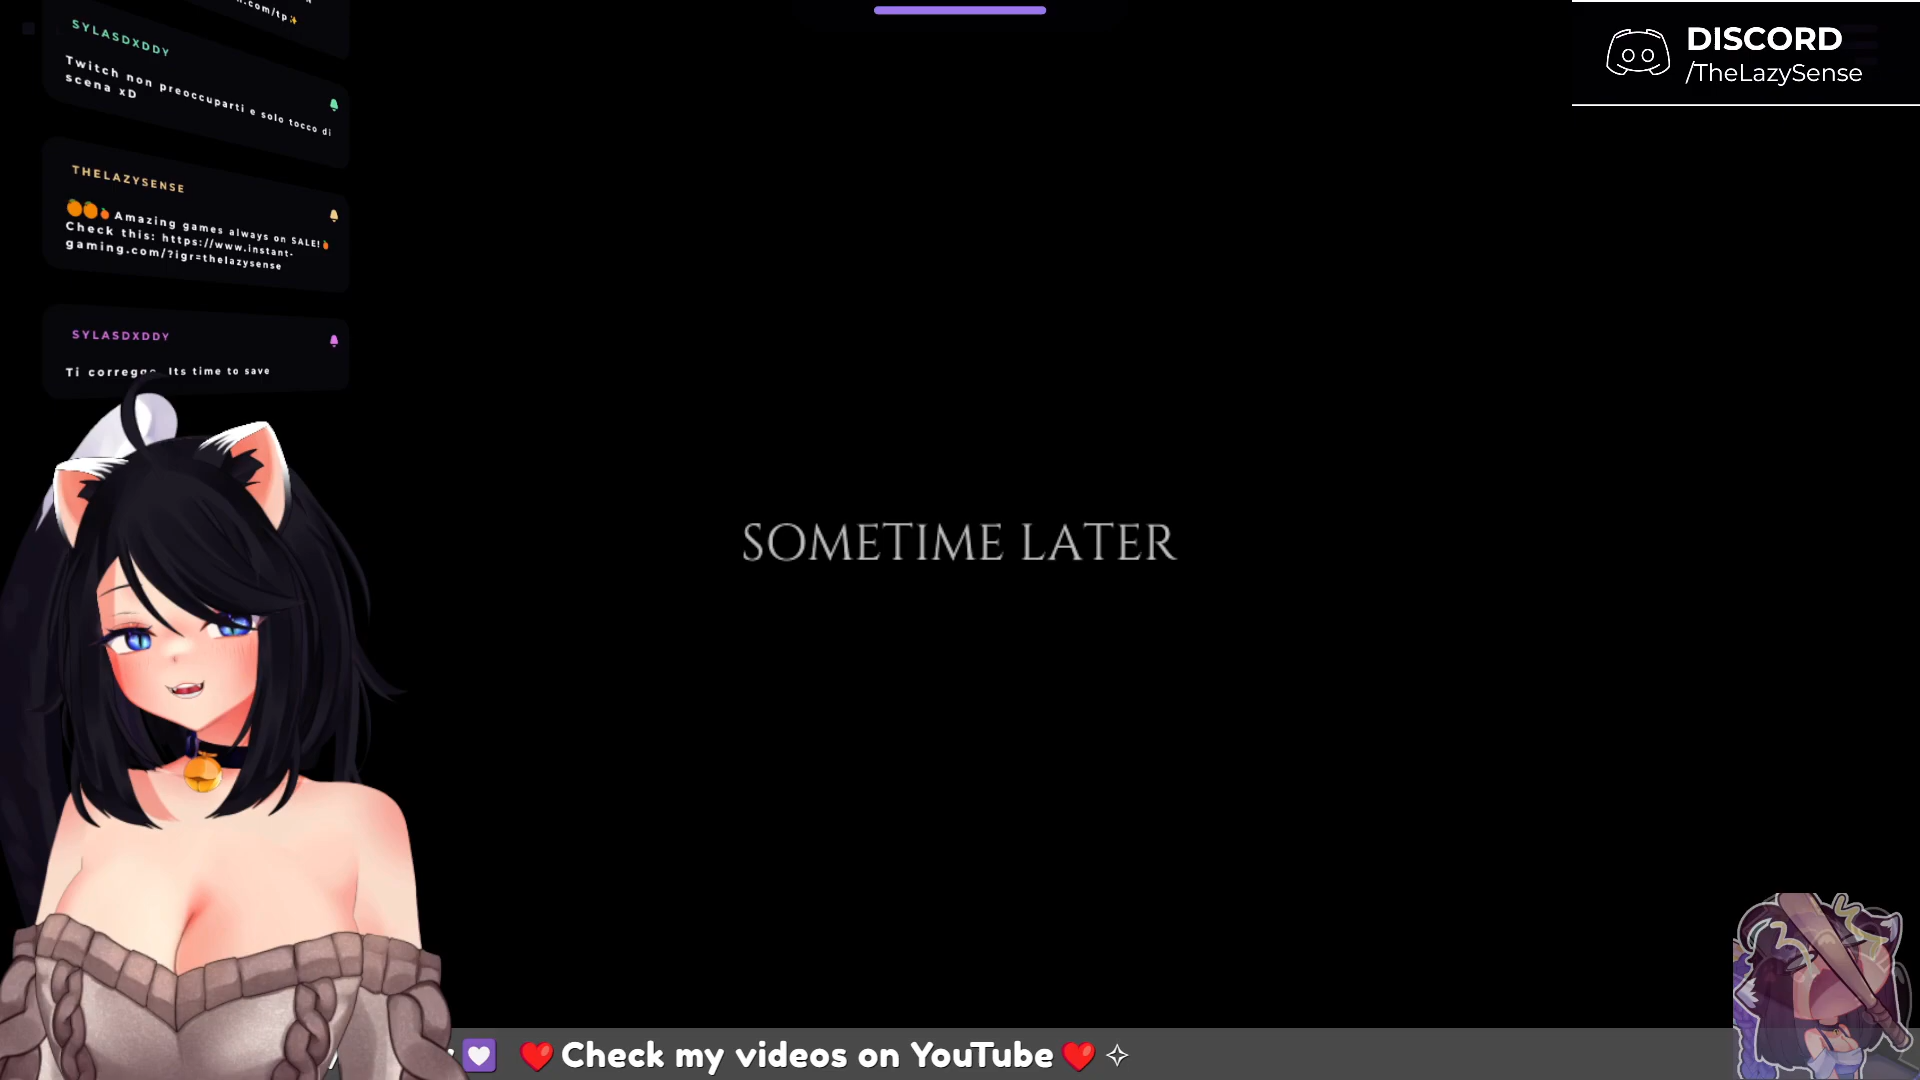 .com/tp✨
SYLASDXDDY
Twitch non preoccuparti e solo tocco di
scena xD
THELAZYSENSE
🍊🍊🍊Amazing games always on SALE!🍊
Check this: https://www.instant-
gaming.com/?igr=thelazysense
SYLASDXDDY
Ti correggo. Its time to save
DISCORD
/TheLazySense
SOMETIME LATER
💟 ❤️ Check my videos on YouTube ❤️ ✧